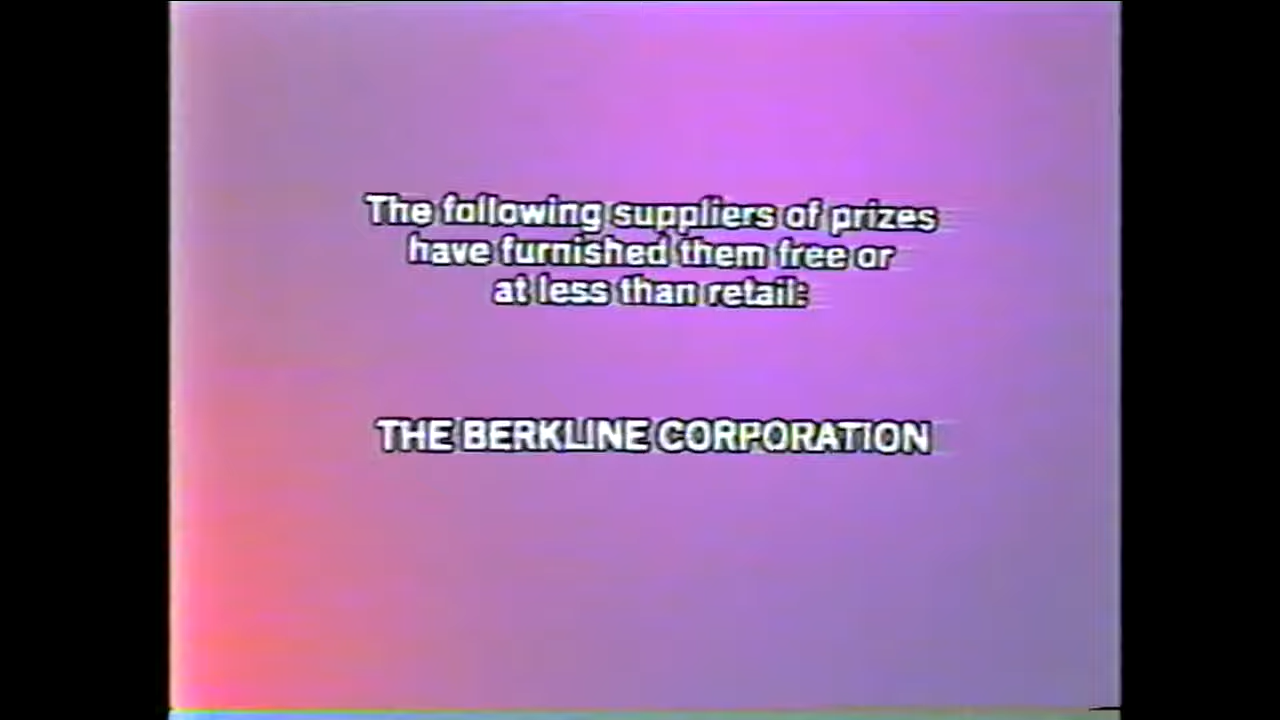 The following suppliers of prizes
have furnished them free or
at less than retail:
THE BERKLINE CORPORATION